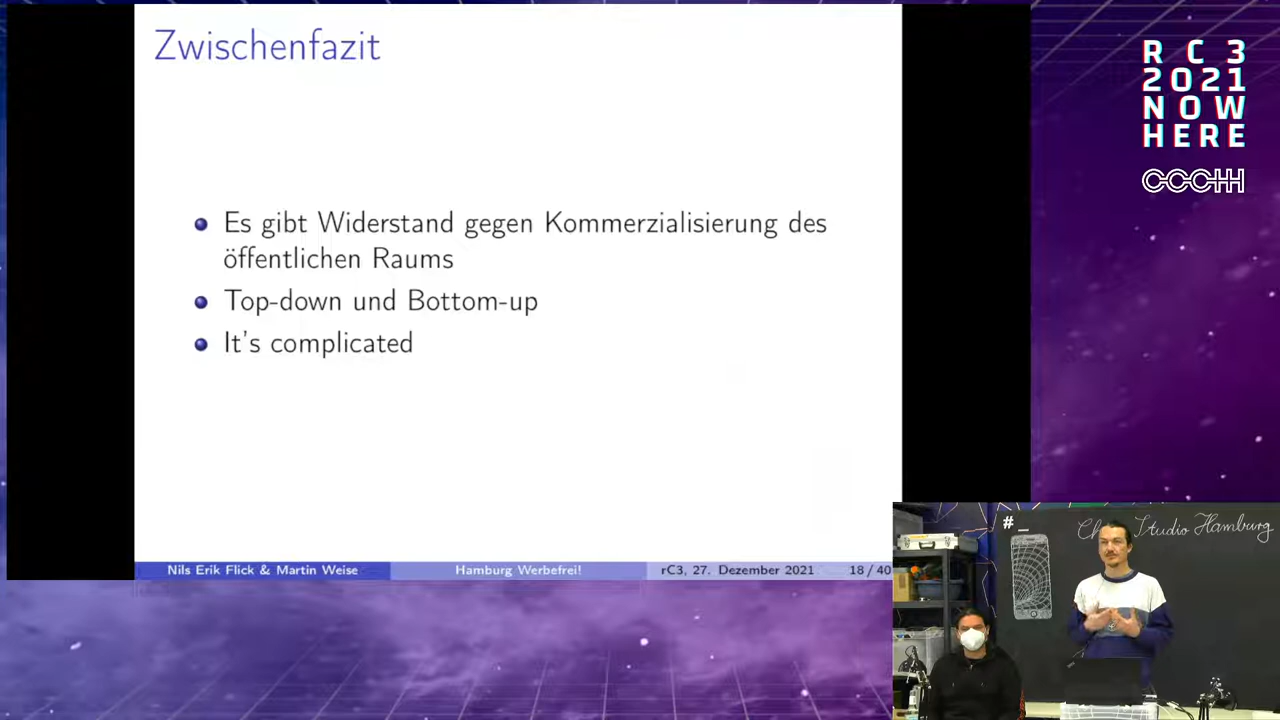 Zwischenfazit
Es gibt Widerstand gegen Kommerzialisierung des
öffentlichen Raums
Top-down und Bottom-up
It's complicated
Nils Erik Flick & Martin Weise
Hamburg Werbefrei!
rC3, 27. Dezember 2021
18 / 40
RC3
2021
NOW
HERE
CCCHH
#_
Studio Hamburg